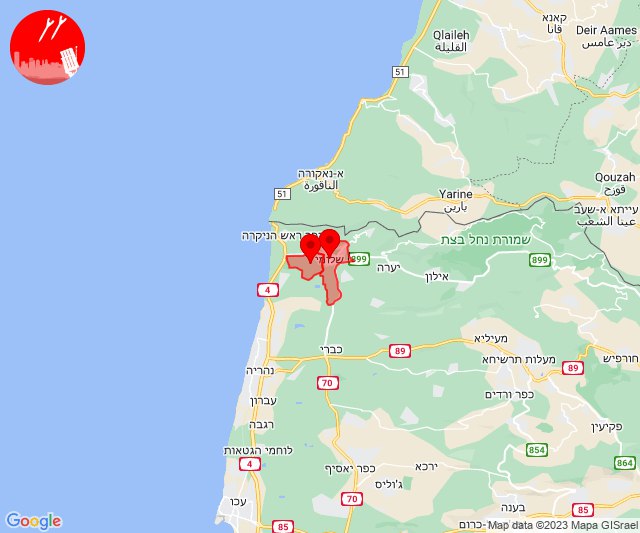 קאנא
قانا
Deir Aames
دير عامس
Qlaileh
القليلة
51
א-נאקורה
الناقورة
51
Qouzah
قوزح
Yarine
يارين
עייתא א-שעב
عيتا الشعب
ראש הניקרה
שמורת נחל בצת
שלומי
899
899
יערה
אילון
4
מעיליא
כברי
89
מעלות תרשיחא
חורפיש
89
נהריה
70
כפר ורדים
עברון
רגבה
פקיעין
לוחמי הגטאות
854
864
4
כפר יאסיף
ירכא
ג'וליס
70
עכו
בענה
85
85
כרום-
Google
Map data ©2023 Mapa GISrael